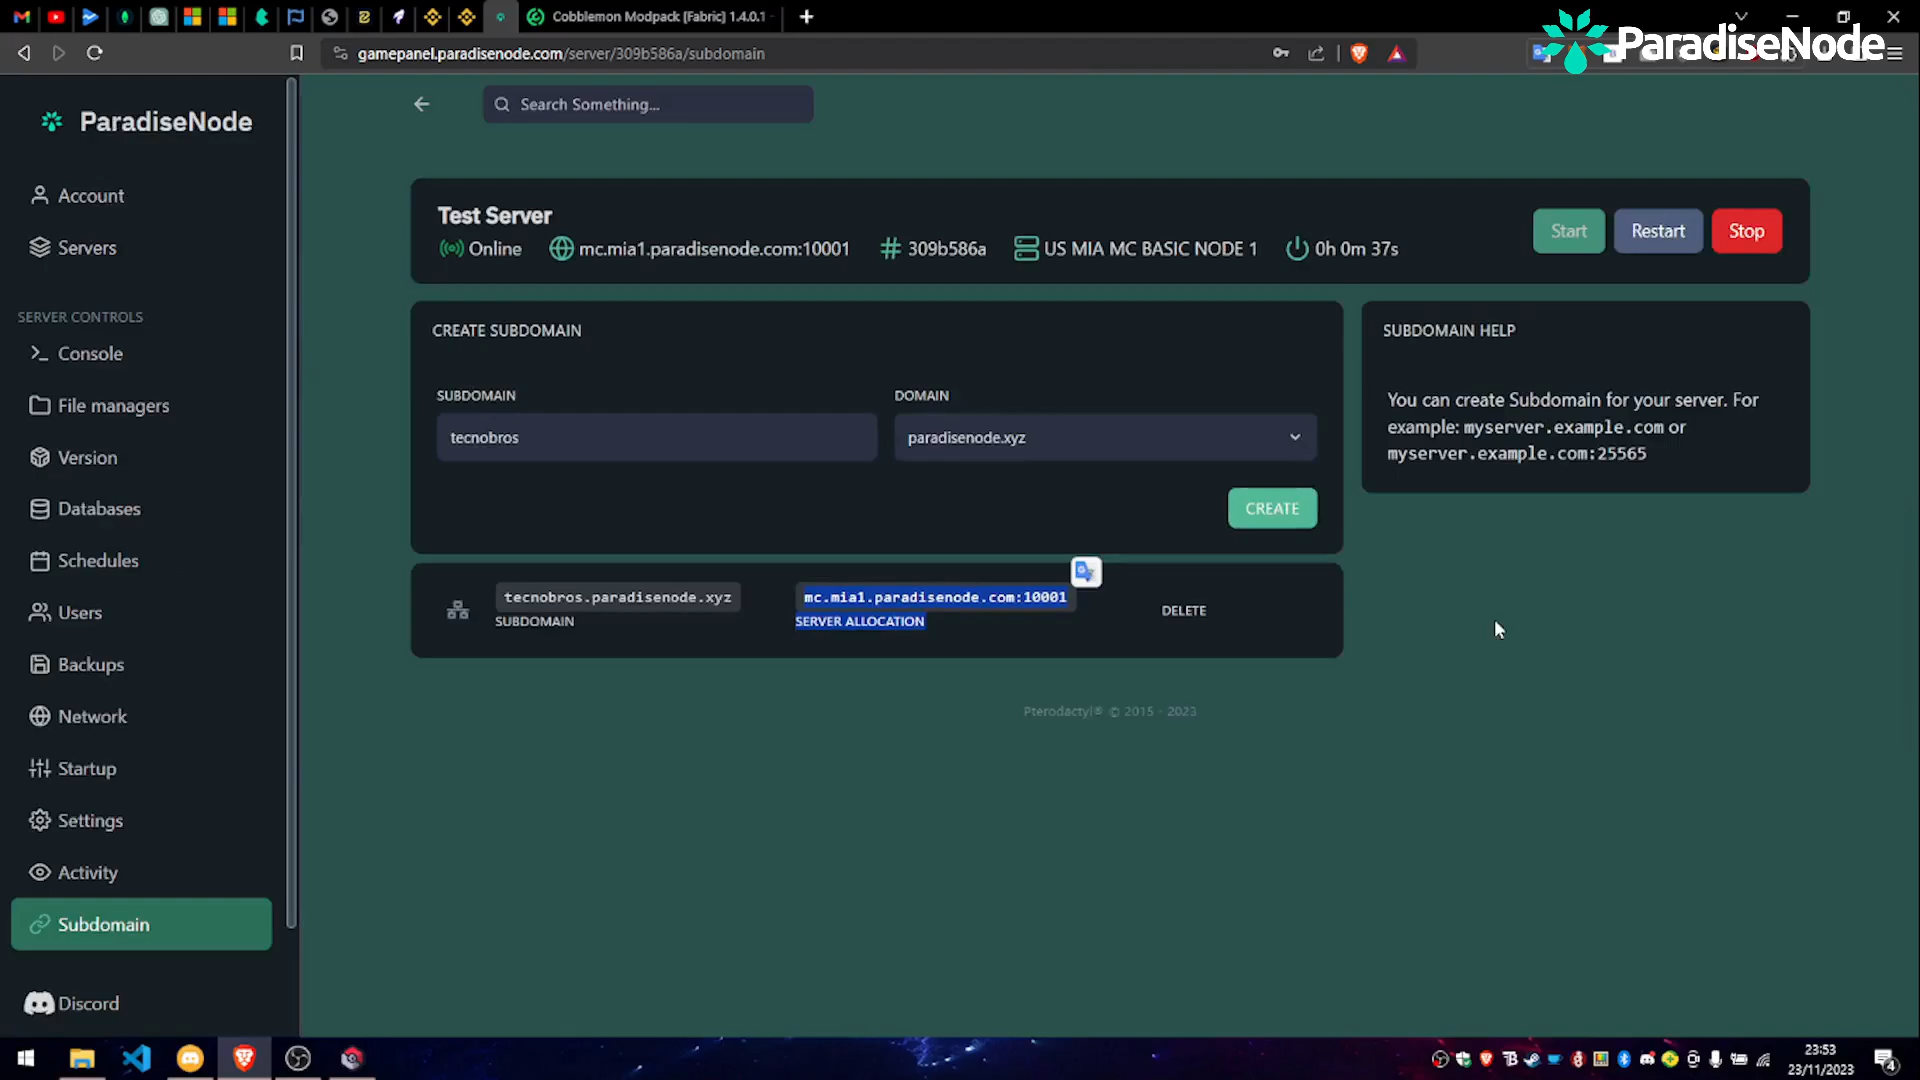 Cobblemon Modpack [Fabric] 1.4.0.1
gamepanel.paradisenode.com/server/309b586a/subdomain
ParadiseNode
ParadiseNode
Search Something...
Account
Servers
SERVER CONTROLS
Console
File managers
Version
Databases
Schedules
Users
Backups
Network
Startup
Settings
Activity
Subdomain
Discord
Test Server
Online mc.mia1.paradisenode.com:10001 309b586a US MIA MC BASIC NODE 1 0h 0m 37s
Start Restart Stop
CREATE SUBDOMAIN
SUBDOMAIN DOMAIN
tecnobros paradisenode.xyz
CREATE
tecnobros.paradisenode.xyz mc.mia1.paradisenode.com:10001
SUBDOMAIN SERVER ALLOCATION
DELETE
SUBDOMAIN HELP
You can create Subdomain for your server. For
example: myserver.example.com or
myserver.example.com:25565
Pterodactyl® © 2015 - 2023
23:53
23/11/2023
4